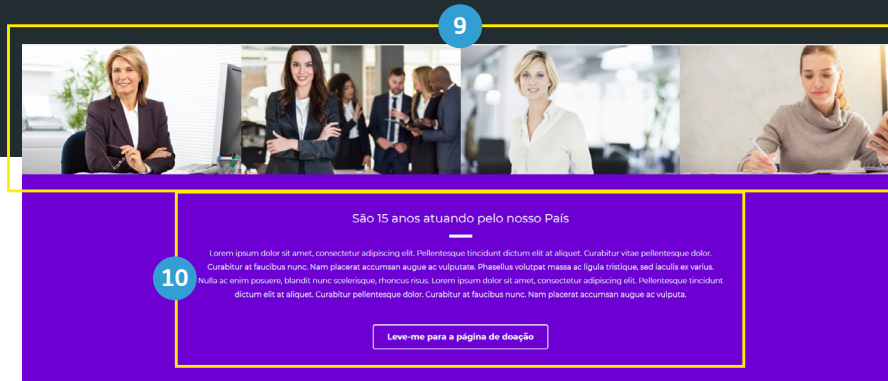 9
São 15 anos atuando pelo nosso País
10
Lorem ipsum dolor sit amet, consectetur adipiscing elit. Pellentesque tincidunt dictum elit at aliquet. Curabitur vitae pellentesque dolor.
Curabitur at faucibus nunc. Nam placerat accumsan augue ac vulputate. Phasellus volutpat massa ac ligula tristique, sed iaculis ex varius.
Nulla ac enim posuere, blandit nunc scelerisque, rhoncus risus. Lorem ipsum dolor sit amet, consectetur adipiscing elit. Pellentesque tincidunt
dictum elit at aliquet. Curabitur pellentesque dolor. Curabitur at faucibus nunc. Nam placerat accumsan augue ac vulputa.
Leve-me para a página de doação